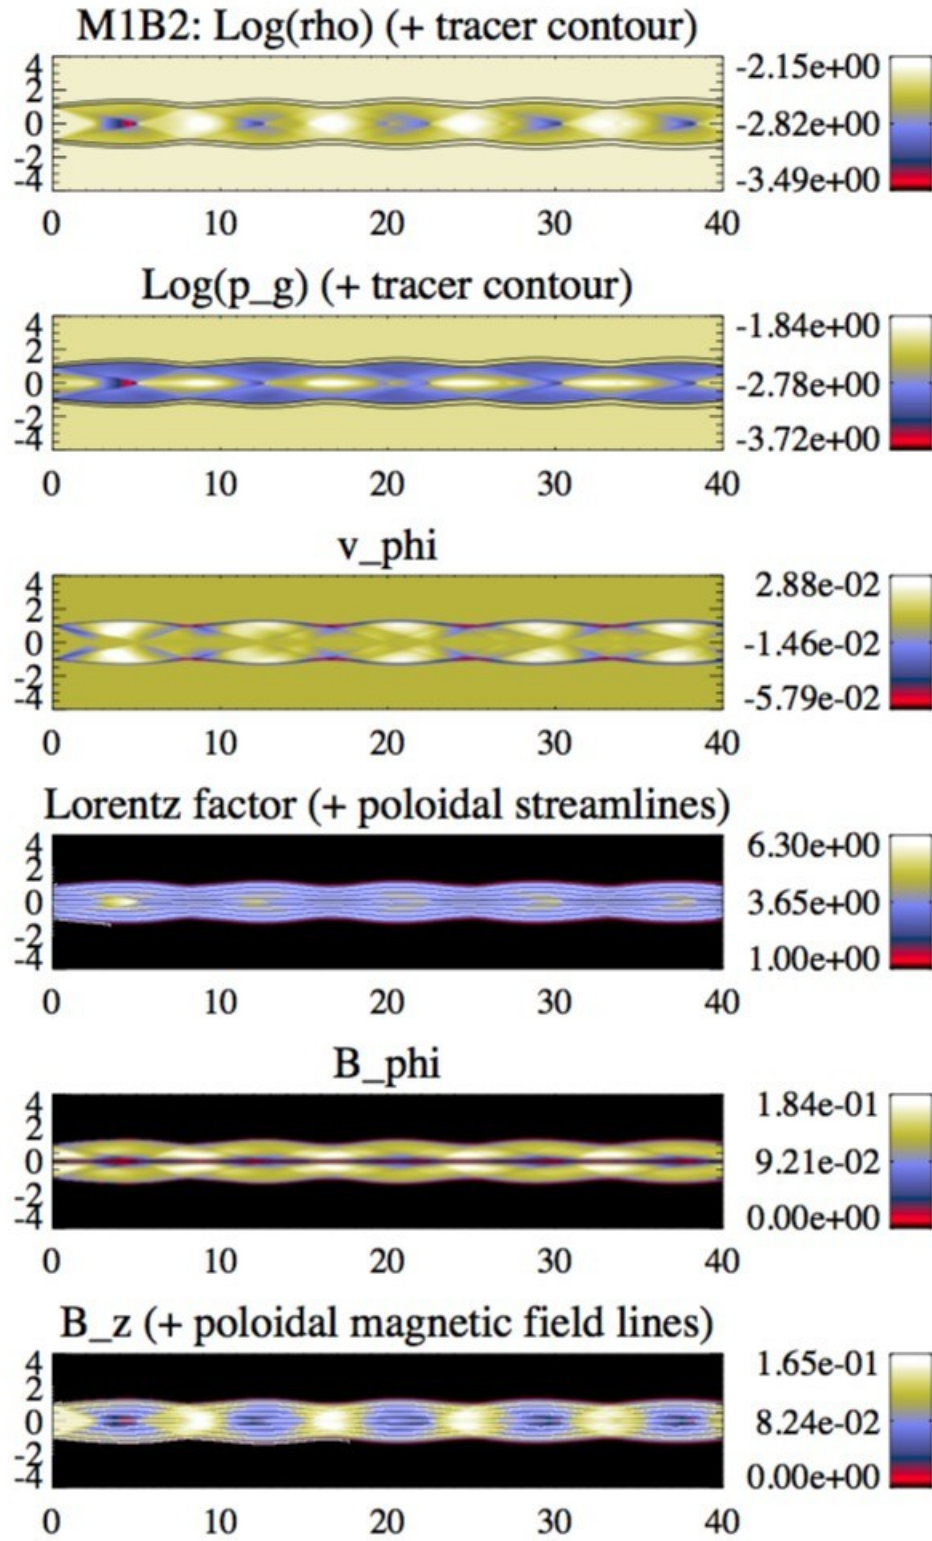 M1B2: Log(rho) (+ tracer contour)
4
2
0
-2
-4
0 10 20 30 40
-2.15e+00
-2.82e+00
-3.49e+00
Log(p_g) (+ tracer contour)
4
2
0
-2
-4
0 10 20 30 40
-1.84e+00
-2.78e+00
-3.72e+00
v_phi
4
2
0
-2
-4
0 10 20 30 40
2.88e-02
-1.46e-02
-5.79e-02
Lorentz factor (+ poloidal streamlines)
4
2
0
-2
-4
0 10 20 30 40
6.30e+00
3.65e+00
1.00e+00
B_phi
4
2
0
-2
-4
0 10 20 30 40
1.84e-01
9.21e-02
0.00e+00
B_z (+ poloidal magnetic field lines)
4
2
0
-2
-4
0 10 20 30 40
1.65e-01
8.24e-02
0.00e+00